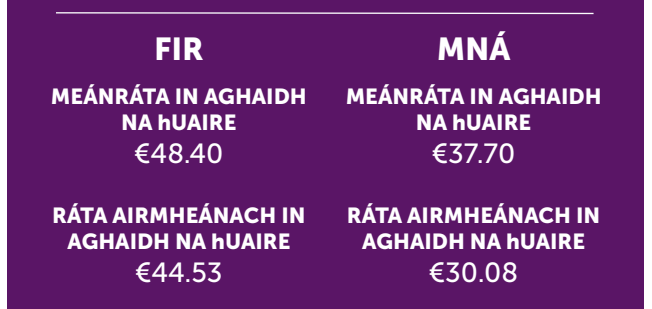 FIR
MEÁNRÁTA IN AGHAIDH
NA hUAIRE
€48.40
RÁTA AIRMHEÁNACH IN
AGHAIDH NA hUAIRE
€44.53
MNÁ
MEÁNRÁTA IN AGHAIDH
NA hUAIRE
€37.70
RÁTA AIRMHEÁNACH IN
AGHAIDH NA hUAIRE
€30.08